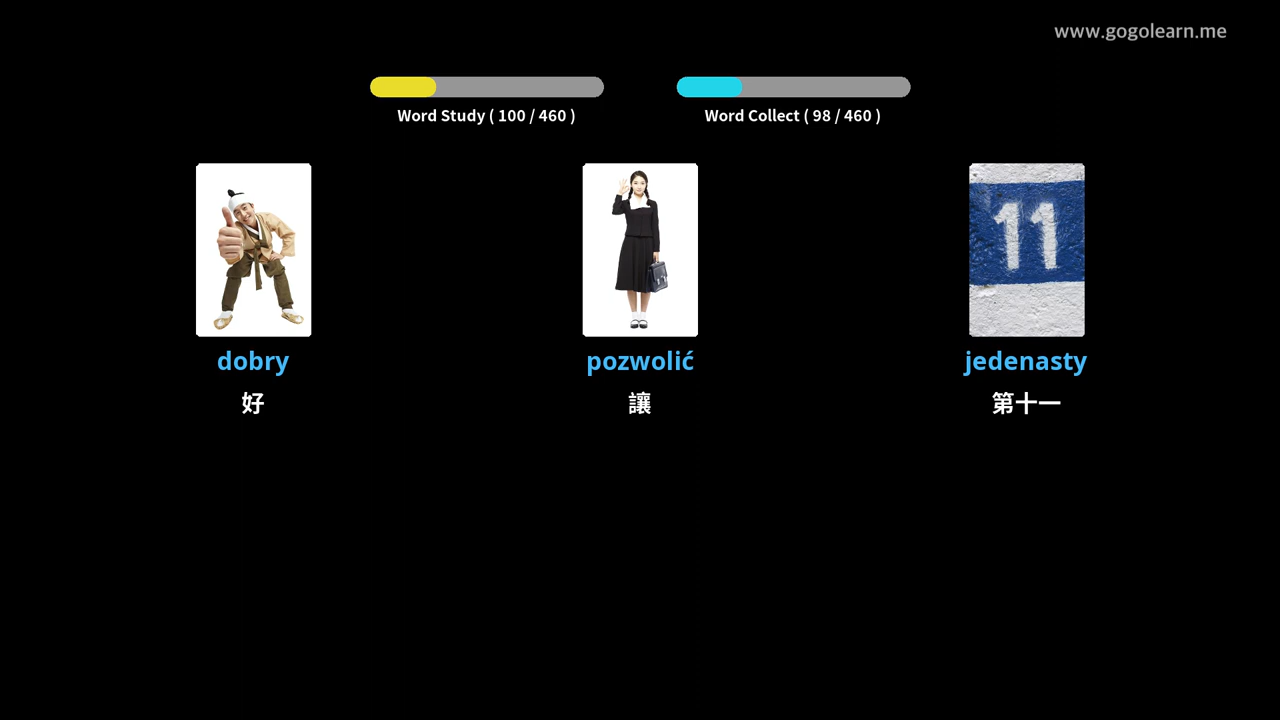 www.gogolearn.me
Word Study ( 100 / 460 )
Word Collect ( 98 / 460 )
11
dobry
pozwolić
jedenasty
好
讓
第十一